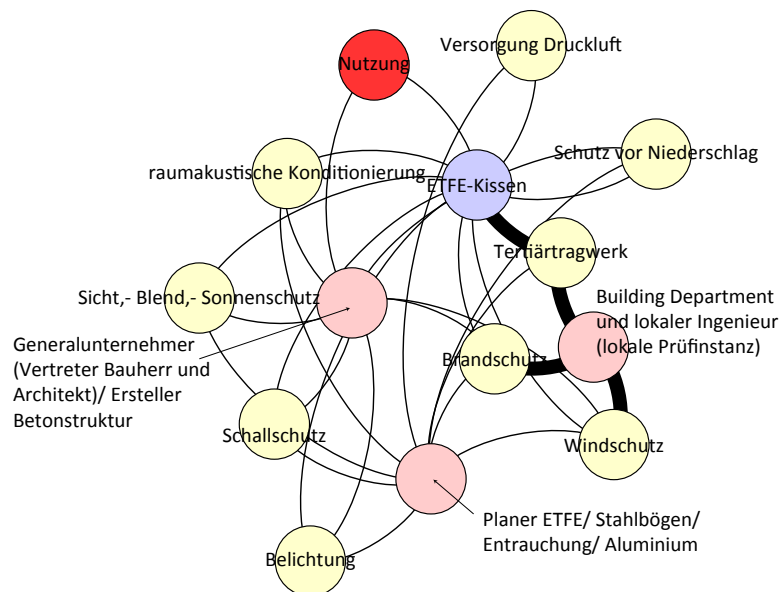 Versorgung Druckluft
Nutzung
Schutz vor Niederschlag
raumakustische Konditionierung
ETFE-Kissen
Tertiärtragwerk
Sicht,- Blend,- Sonnenschutz
Building Department
und lokaler Ingenieur
(lokale Prüfinstanz)
Generalunternehmer
(Vertreter Bauherr und
Architekt)/ Ersteller
Betonstruktur
Brandschutz
Schallschutz
Windschutz
Planer ETFE/ Stahlbögen/
Entrauchung/ Aluminium
Belichtung